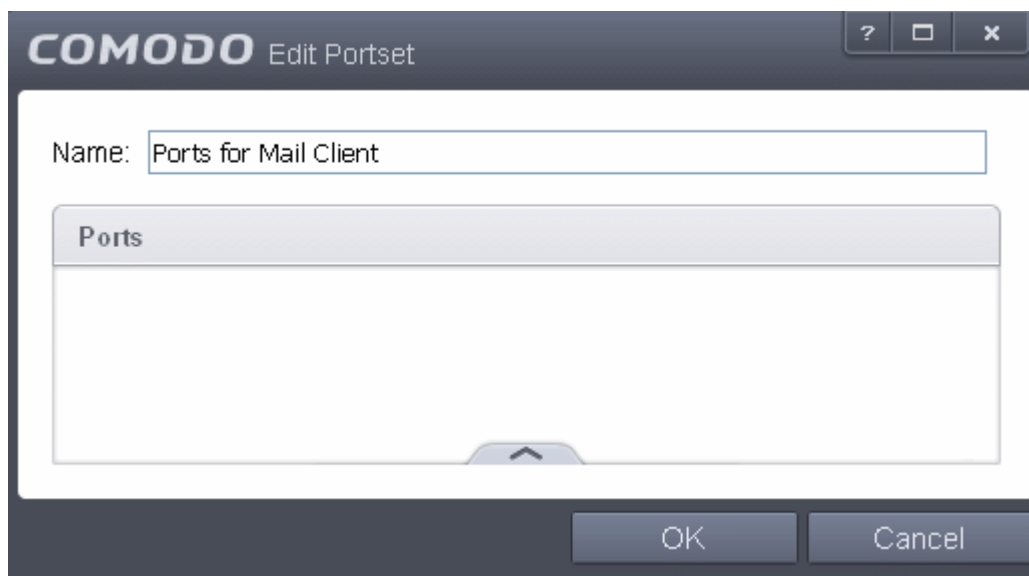 COMODO Edit Portset ? x
Name: Ports for Mail Client
Ports
OK Cancel